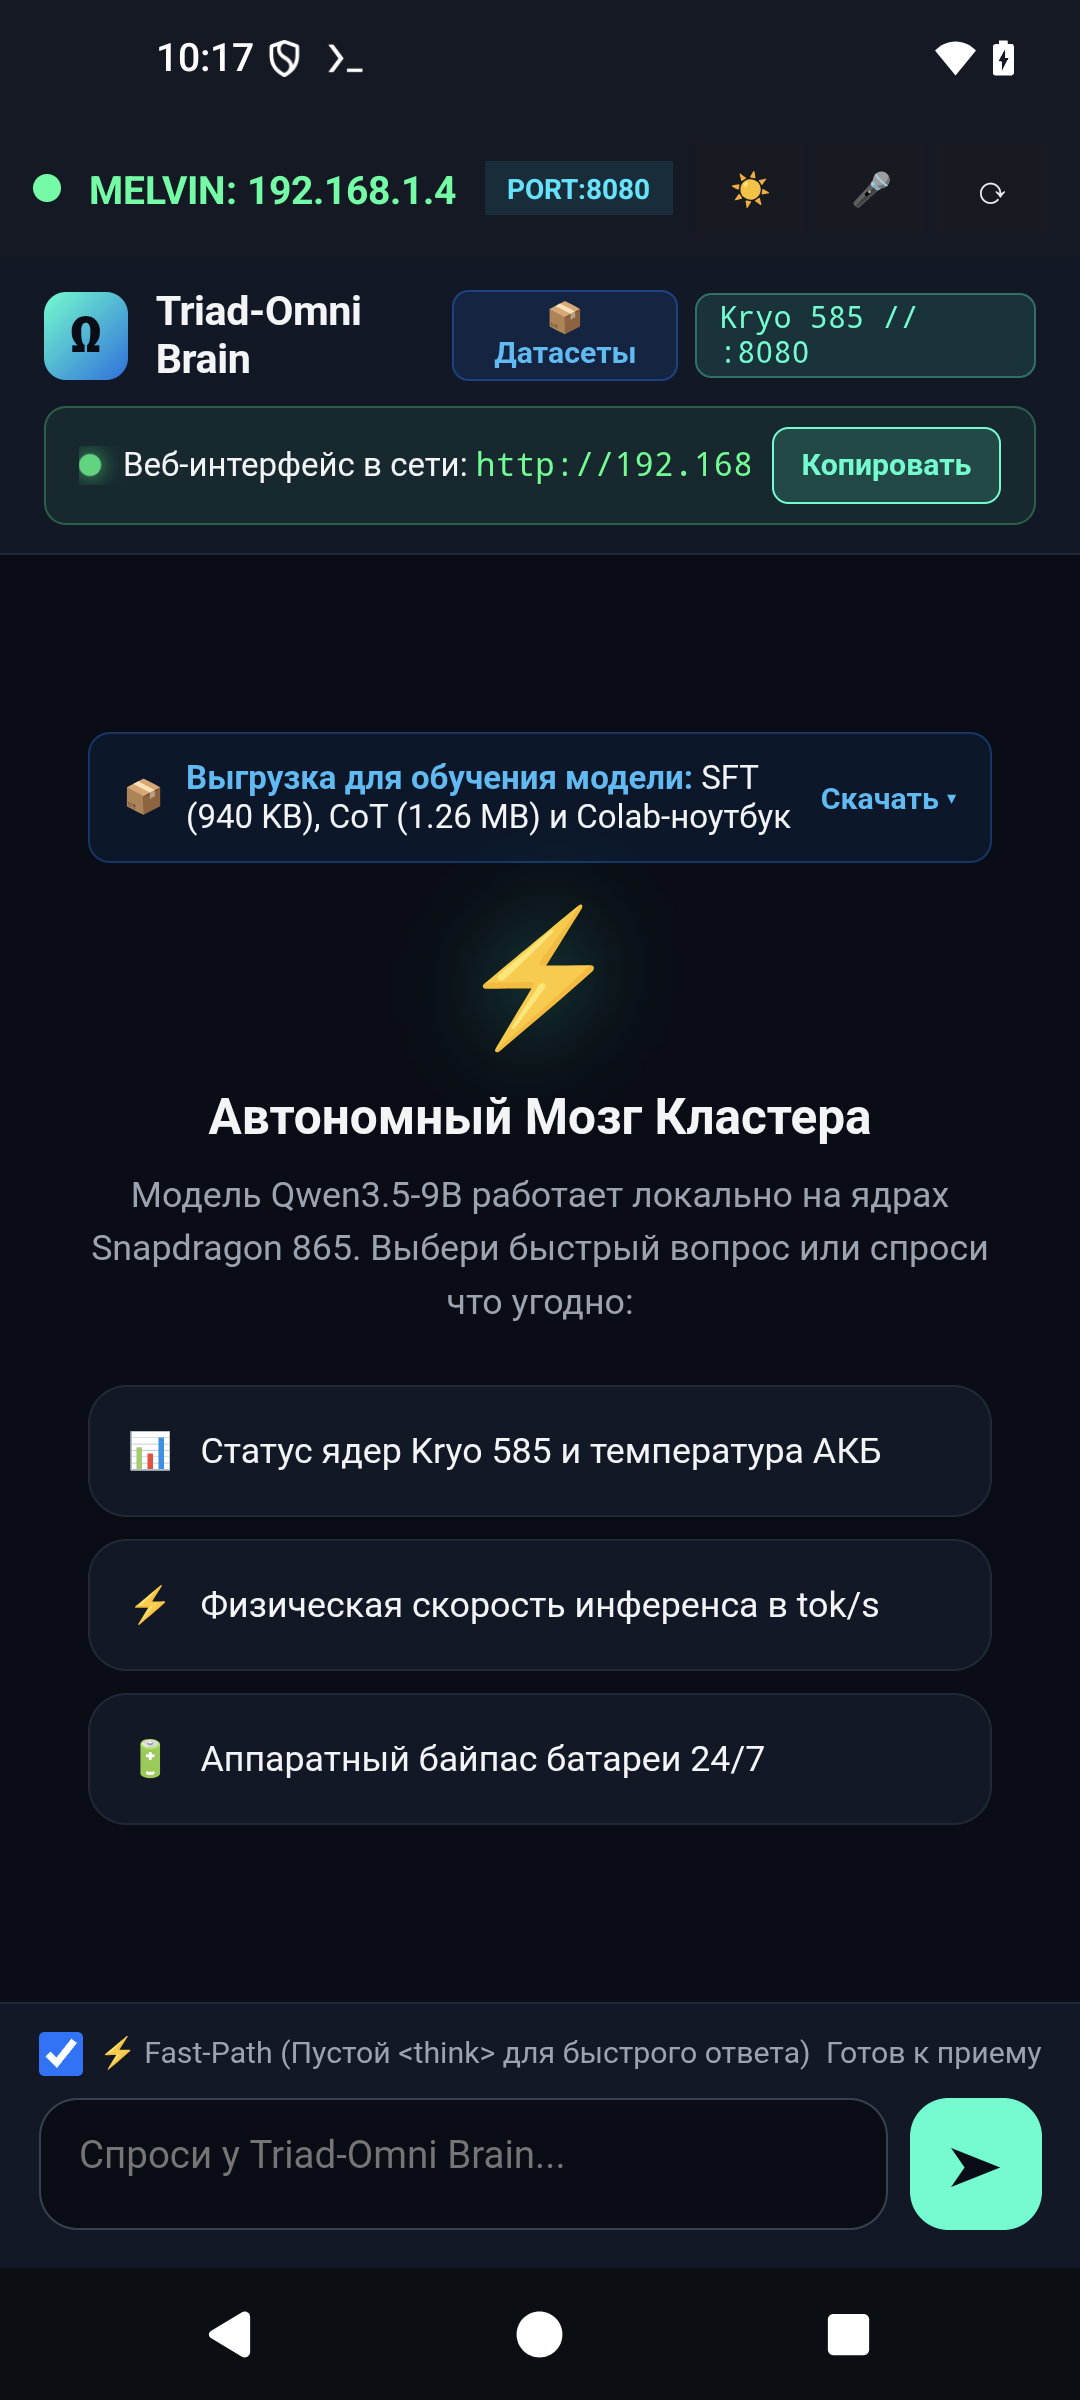 10:17
MELVIN: 192.168.1.4
PORT:8080
Ω
Triad-Omni
Brain
Датасеты
Kryo 585 //
:8080
Веб-интерфейс в сети: http://192.168
Копировать
Выгрузка для обучения модели: SFT
(940 KB), CoT (1.26 MB) и Colab-ноутбук
Скачать ▾
Автономный Мозг Кластера
Модель Qwen3.5-9B работает локально на ядрах
Snapdragon 865. Выбери быстрый вопрос или спроси
что угодно:
Статус ядер Kryo 585 и температура АКБ
Физическая скорость инференса в tok/s
Аппаратный байпас батареи 24/7
Fast-Path (Пустой <think> для быстрого ответа)
Готов к приему
Спроси у Triad-Omni Brain...